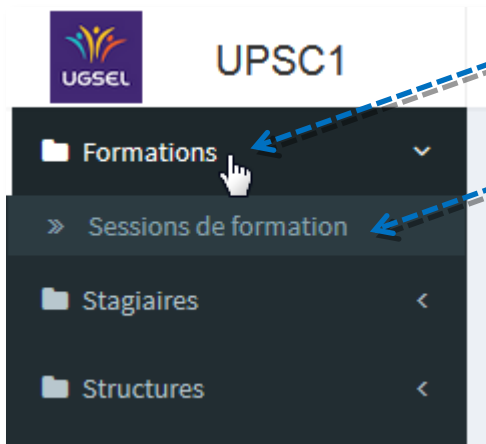 UGSEL
UPSC1
Formations
» Sessions de formation
Stagiaires
Structures